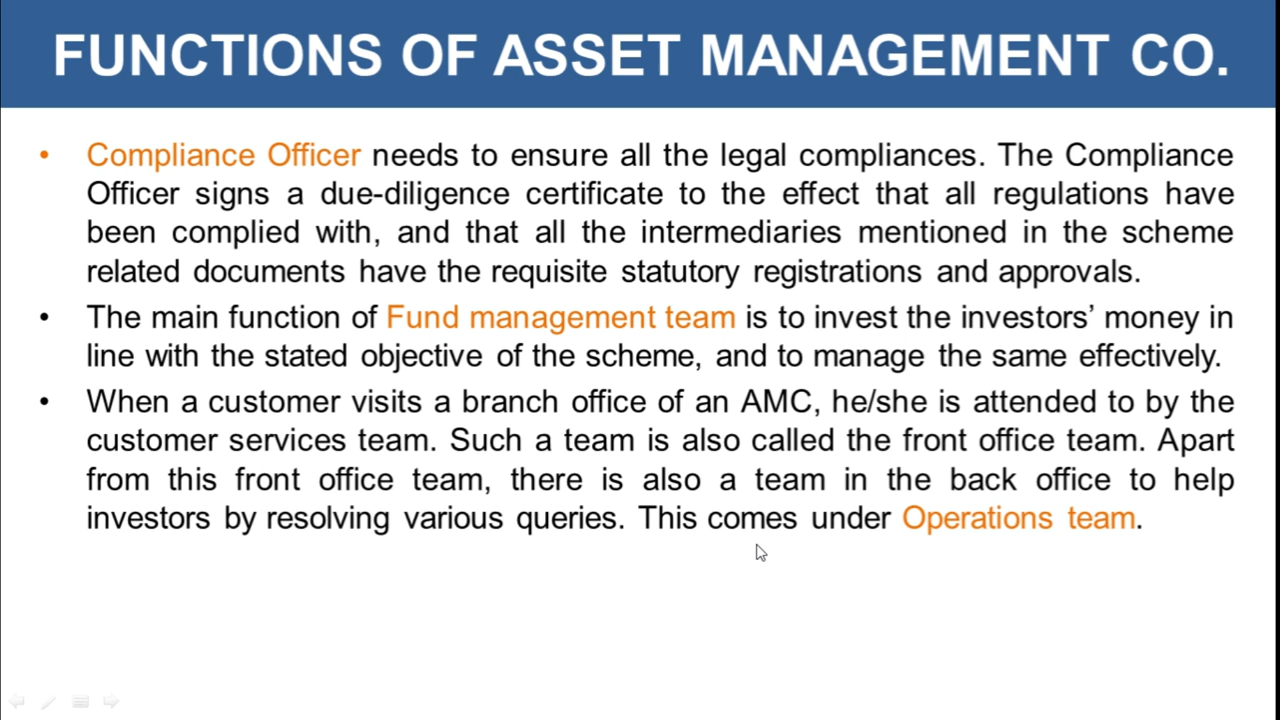 FUNCTIONS OF ASSET MANAGEMENT CO.
• Compliance Officer needs to ensure all the legal compliances. The Compliance
Officer signs a due-diligence certificate to the effect that all regulations have
been complied with, and that all the intermediaries mentioned in the scheme
related documents have the requisite statutory registrations and approvals.
• The main function of Fund management team is to invest the investors’ money in
line with the stated objective of the scheme, and to manage the same effectively.
• When a customer visits a branch office of an AMC, he/she is attended to by the
customer services team. Such a team is also called the front office team. Apart
from this front office team, there is also a team in the back office to help
investors by resolving various queries. This comes under Operations team.